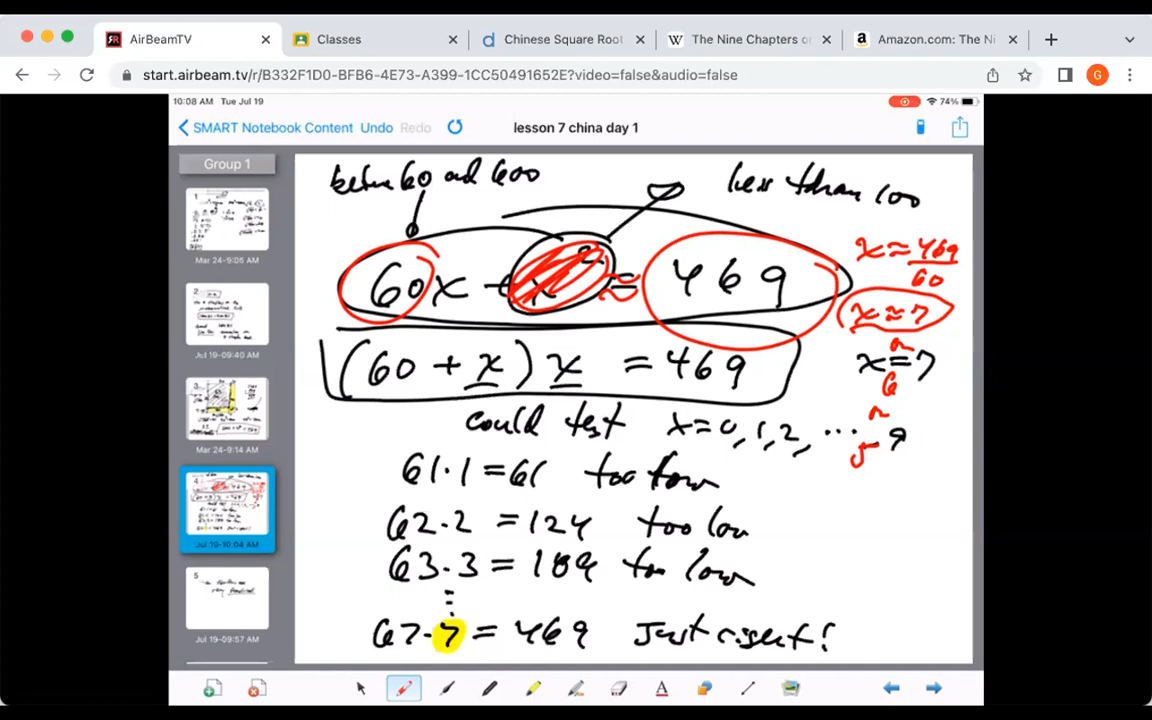 AirBeamTV
Classes
Chinese Square Root
The Nine Chapters o
Amazon.com: The Ni
start.airbeam.tv/r/B332F1D0-BFB6-4E73-A399-1CC50491652E?video=false&audio=false
G
10:08 AM Tue Jul 19
74%
SMART Notebook Content Undo Redo
lesson 7 china day 1
Group 1
Mar 24-9:06 AM
Jul 19-09:40 AM
Mar 24-9:14 AM
Jul 19-10:04 AM
Jul 19-09:57 AM
60 and 600
less than 100
60x + x² ≈ = 469
x ≈ 469/60
x ≈ 7
(60 + x) x = 469
x = 7
6
5
could test x = 0, 1, 2, ... 9
61·1 = 61 too low
62·2 = 124 too low
63·3 = 189 too low
⋮
67·7 = 469 Just right!